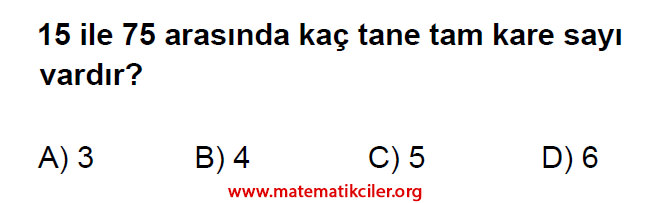 15 ile 75 arasında kaç tane tam kare sayı
vardır?
A) 3 B) 4 C) 5 D) 6
www.matematikciler.org